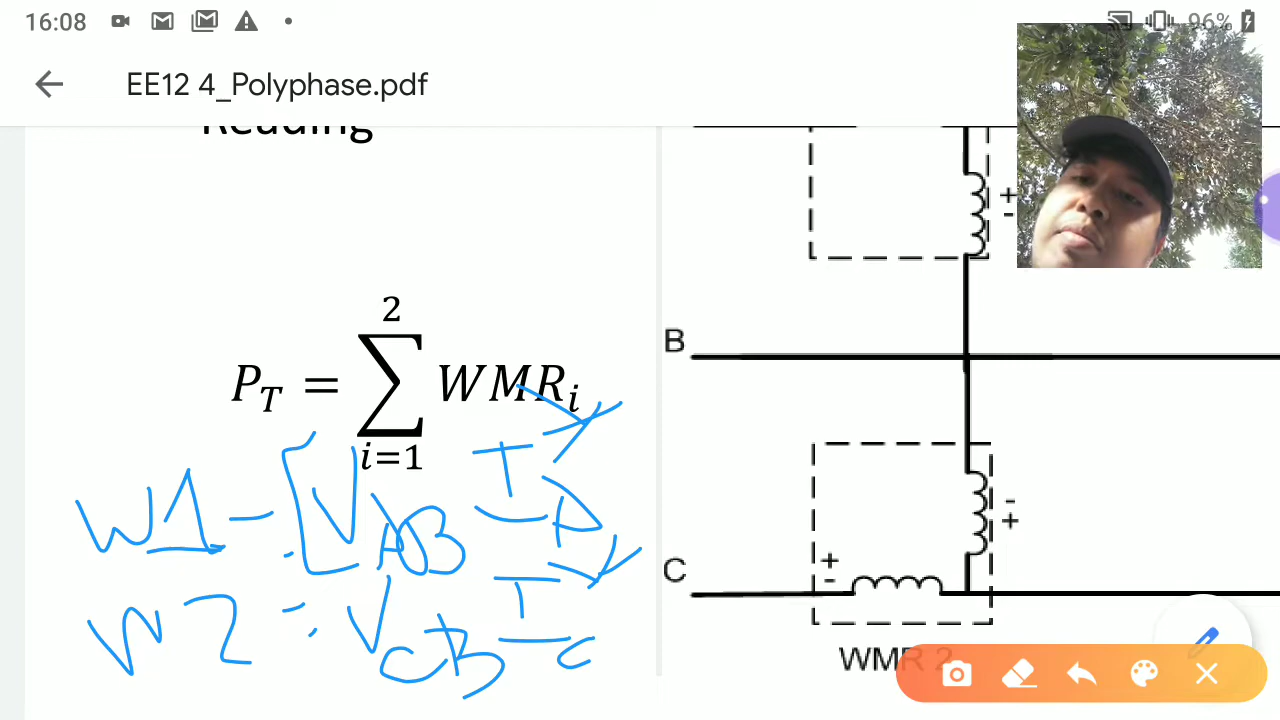 16:08
96%
EE12 4_Polyphase.pdf
Reading
+
-
B
2
P_T = ∑ WMR_i
i=1
W1 = [V_AB I_A
W2 = V_CB I_C
-
+
+
-
C
WMR 2